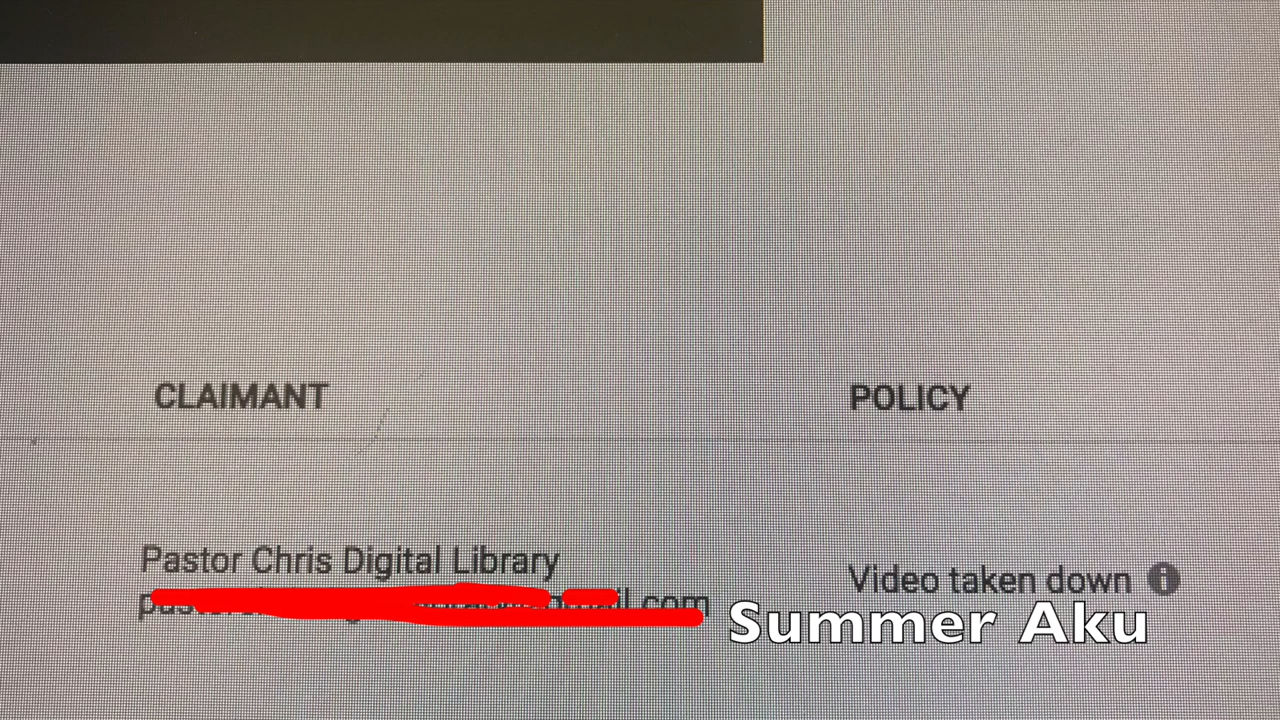 CLAIMANT POLICY
Pastor Chris Digital Library
Video taken down
Summer Aku